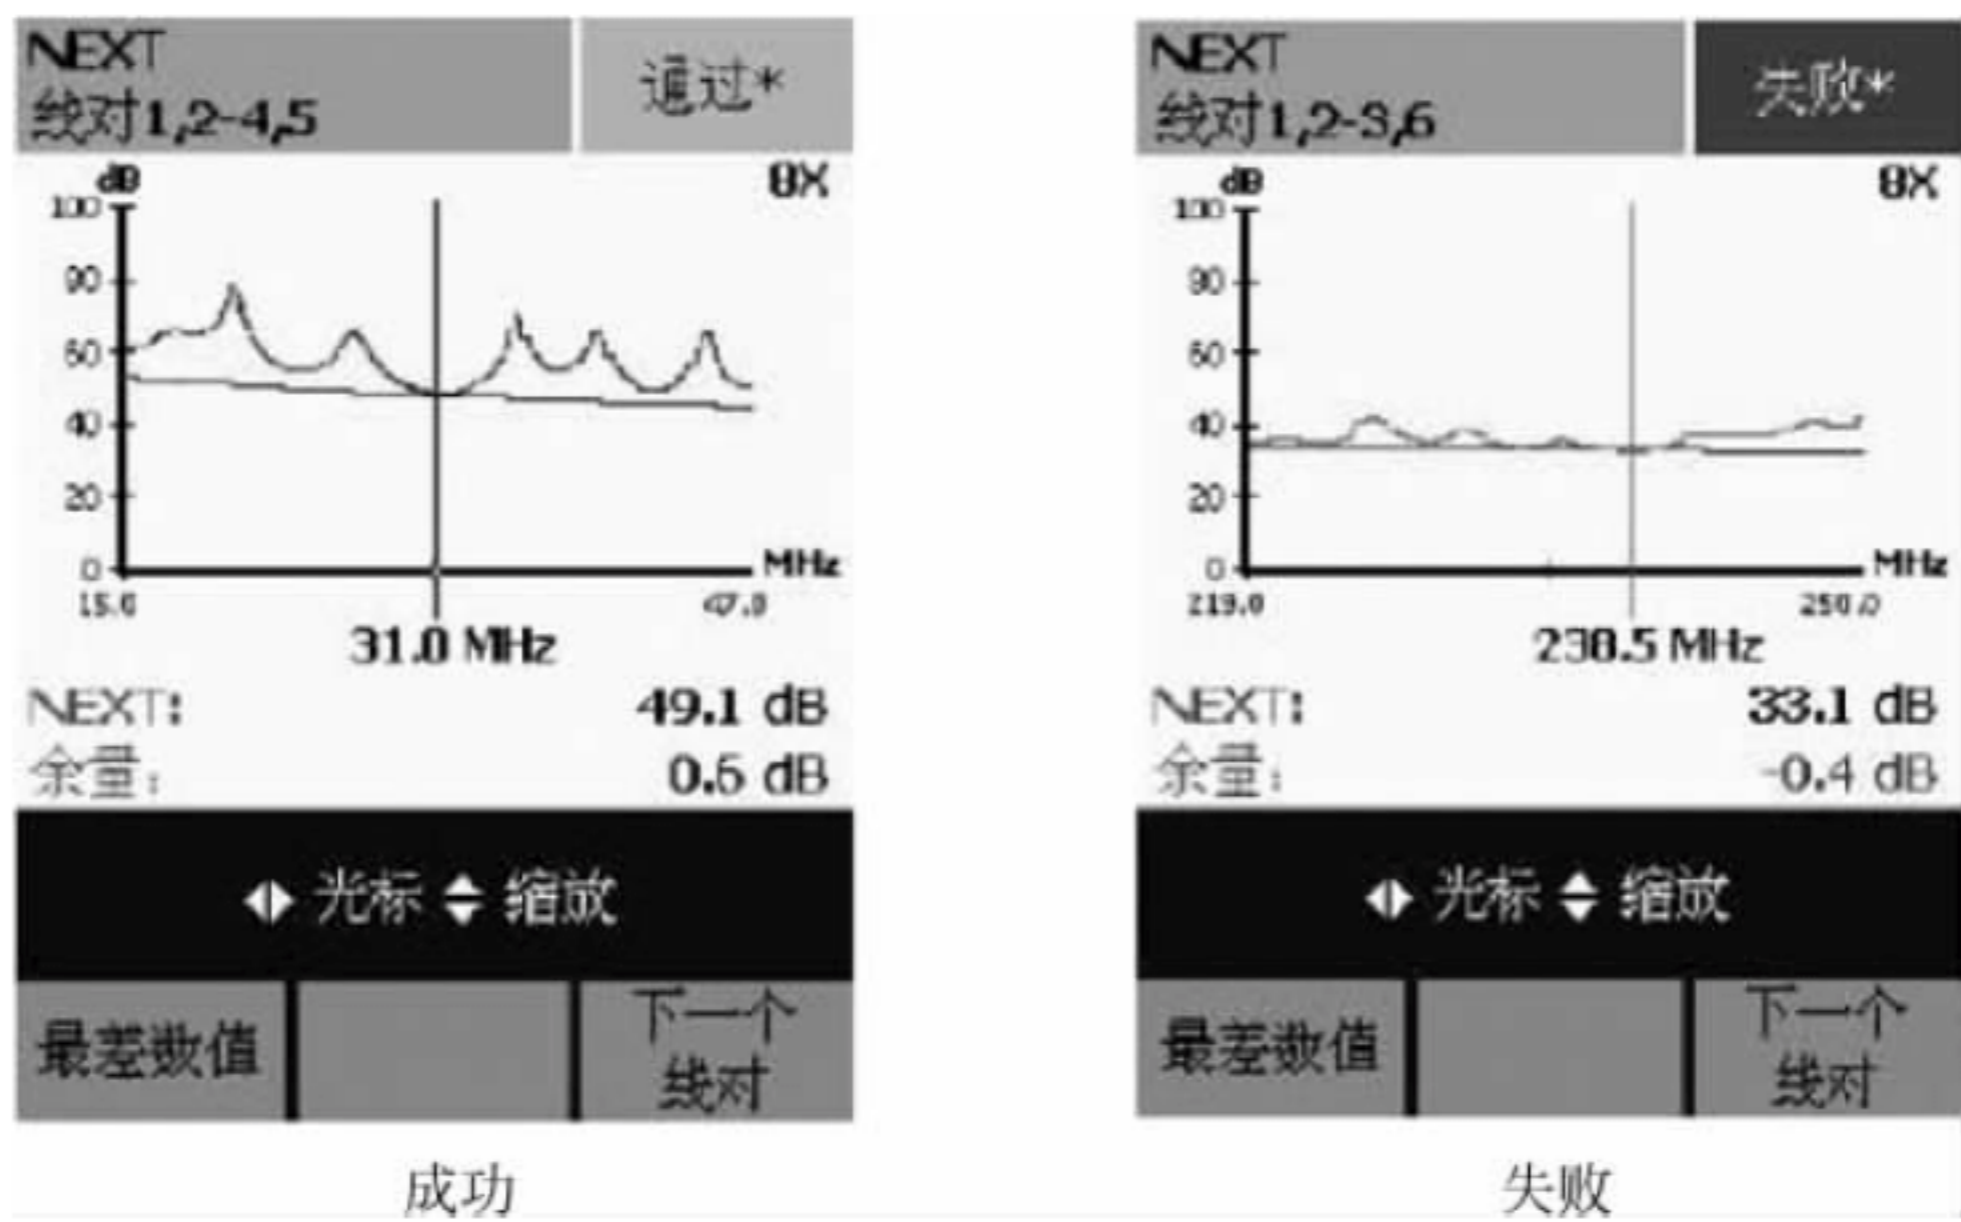 NEXT
线对1,2-4,5
通过*
dB
8X
100
80
60
40
20
0
MHz
15.0
47.0
31.0 MHz
NEXT:
49.1 dB
余量:
光标
缩放
最差数值
下一个
线对
成功
NEXT
线对1,2-3,6
失败*
dB
8X
100
80
60
40
20
0
MHz
219.0
250.0
238.5 MHz
NEXT:
33.1 dB
余量:
-0.4 dB
光标
缩放
最差数值
下一个
线对
失败